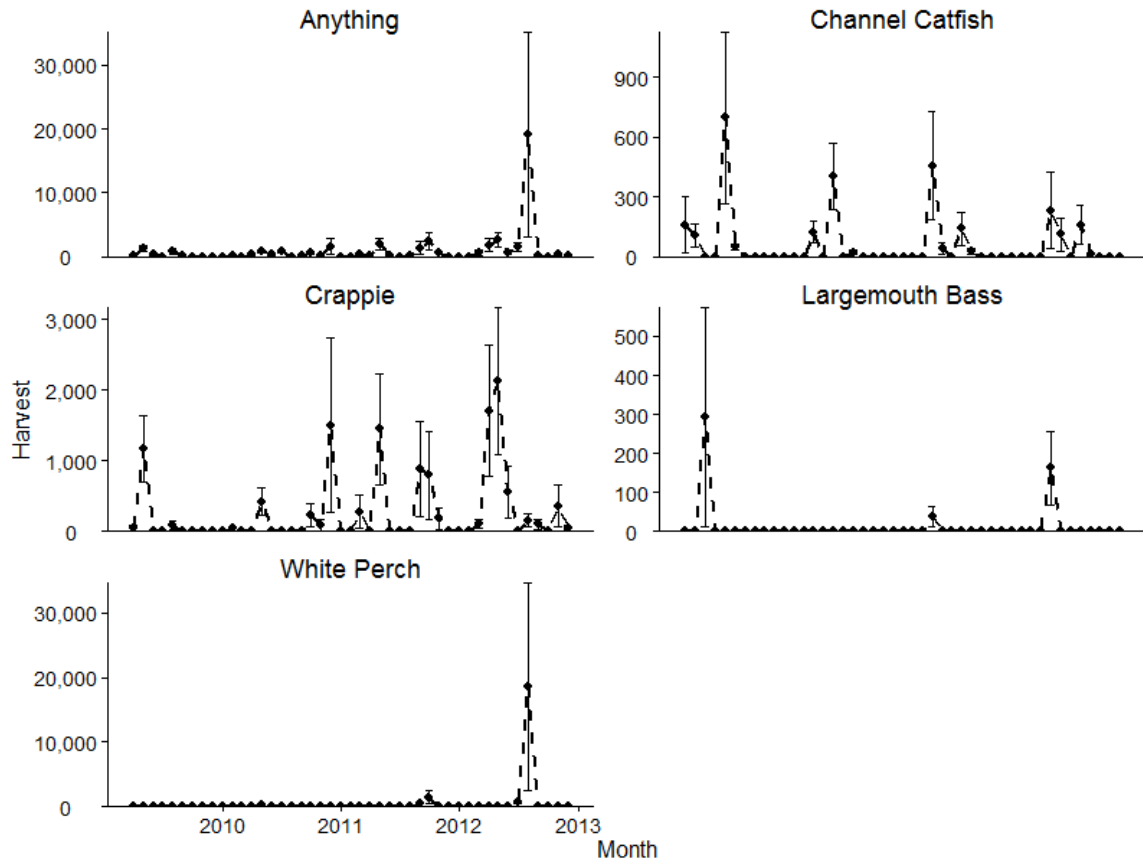 Anything
30,000
20,000
10,000
0
Channel Catfish
900
600
300
0
Harvest
Crappie
3,000
2,000
1,000
0
Largemouth Bass
500
400
300
200
100
0
White Perch
30,000
20,000
10,000
0
2010 2011 2012 2013
Month